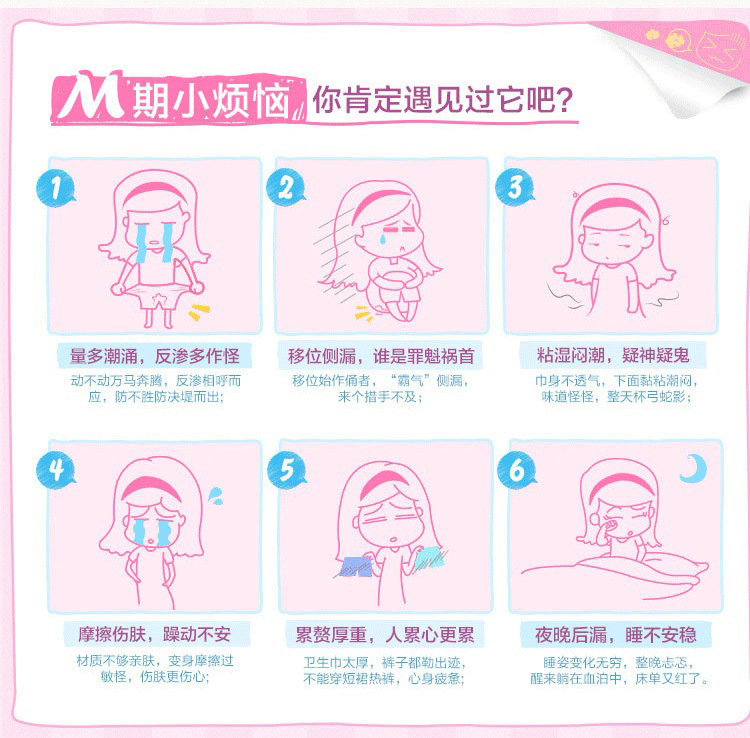 M期小烦恼 你肯定遇见过它吧?
1
2
3
量多潮涌，反渗多作怪
动不动万马奔腾，反渗相呼而
应，防不胜防决堤而出;
移位侧漏，谁是罪魁祸首
移位始作俑者，“霸气”侧漏，
来个措手不及;
粘湿闷潮，疑神疑鬼
巾身不透气，下面黏粘潮闷，
味道怪怪，整天杯弓蛇影;
4
5
6
摩擦伤肤，躁动不安
材质不够亲肤，变身摩擦过
敏怪，伤肤更伤心;
累赘厚重，人累心更累
卫生巾太厚，裤子都勒出迹，
不能穿短裙热裤，心身疲惫;
夜晚后漏，睡不安稳
睡姿变化无穷，整晚忐忑，
醒来躺在血泊中，床单又红了。